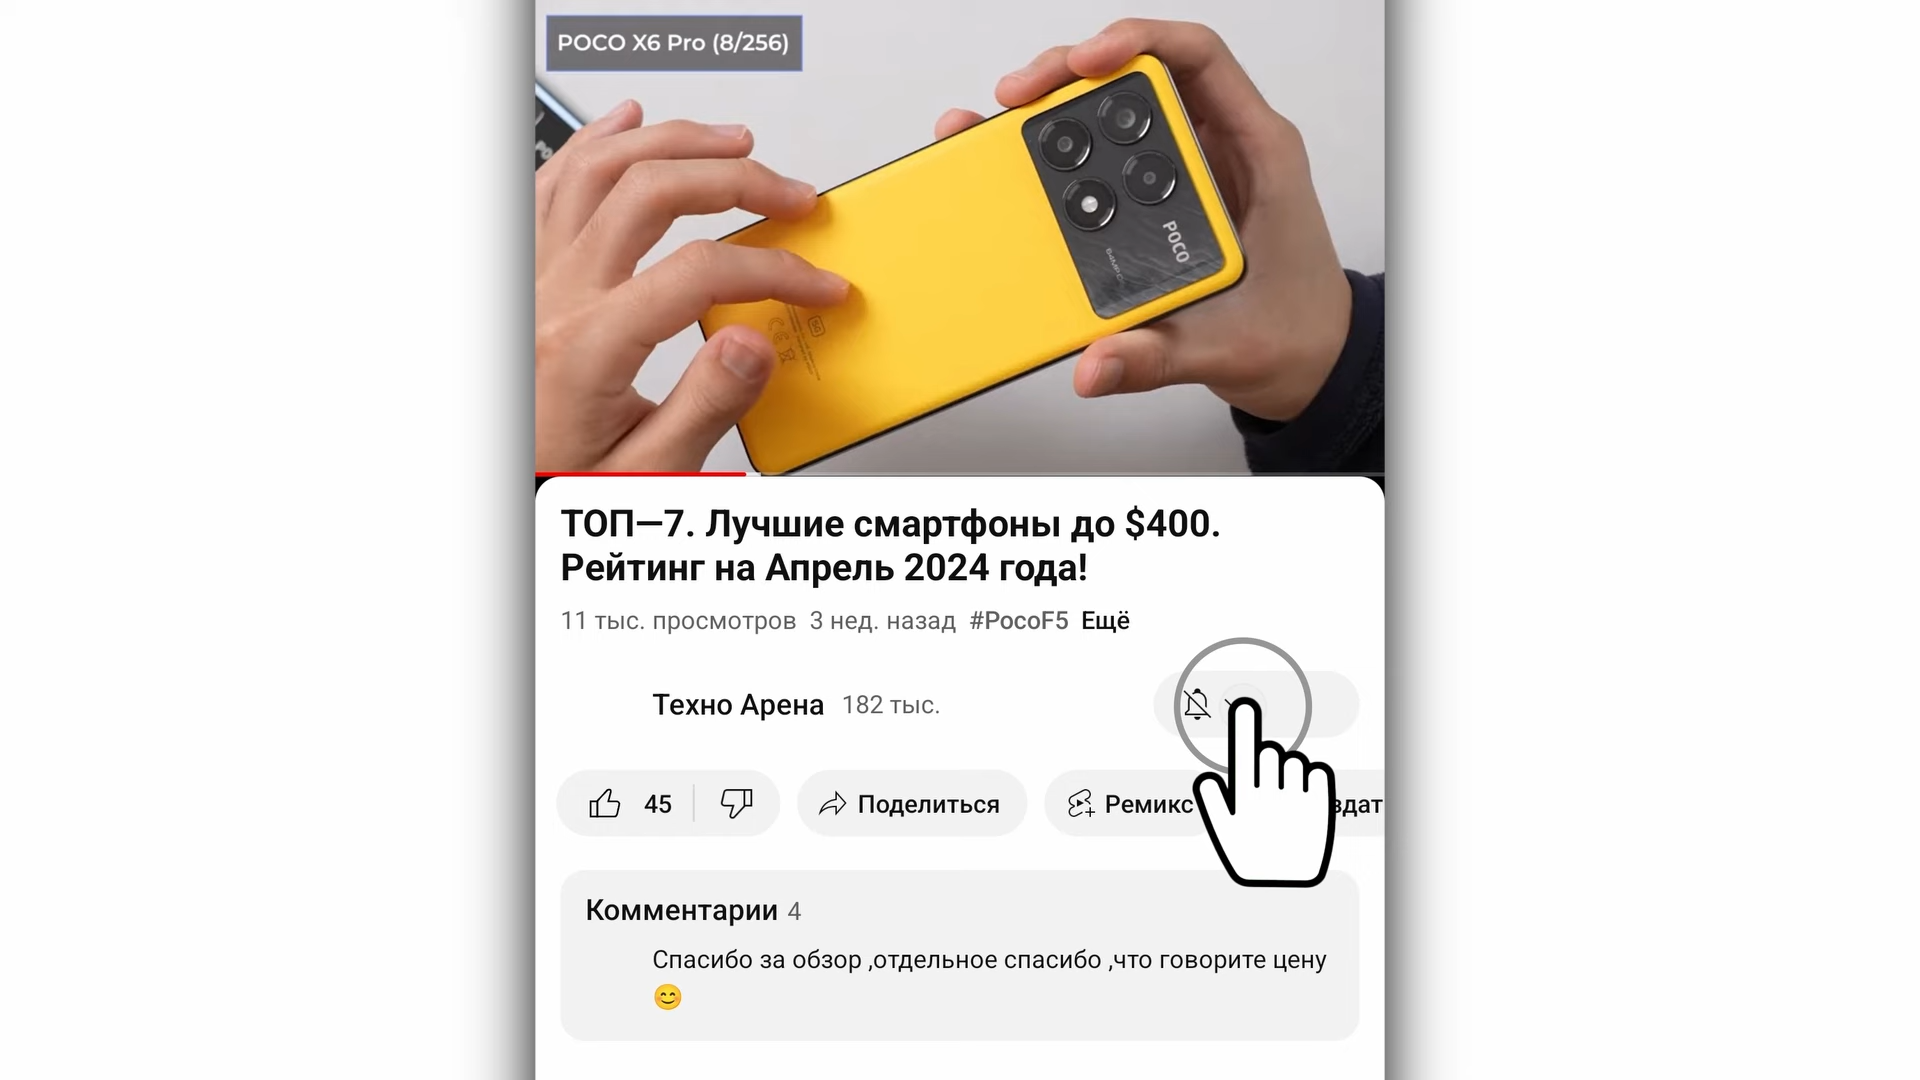 POCO X6 Pro (8/256)
POCO
5G
ТОП—7. Лучшие смартфоны до $400.
Рейтинг на Апрель 2024 года!
11 тыс. просмотров 3 нед. назад #PocoF5 Ещё
Техно Арена 182 тыс.
45 Поделиться Ремикс
Комментарии 4
Спасибо за обзор ,отдельное спасибо ,что говорите цену
😊